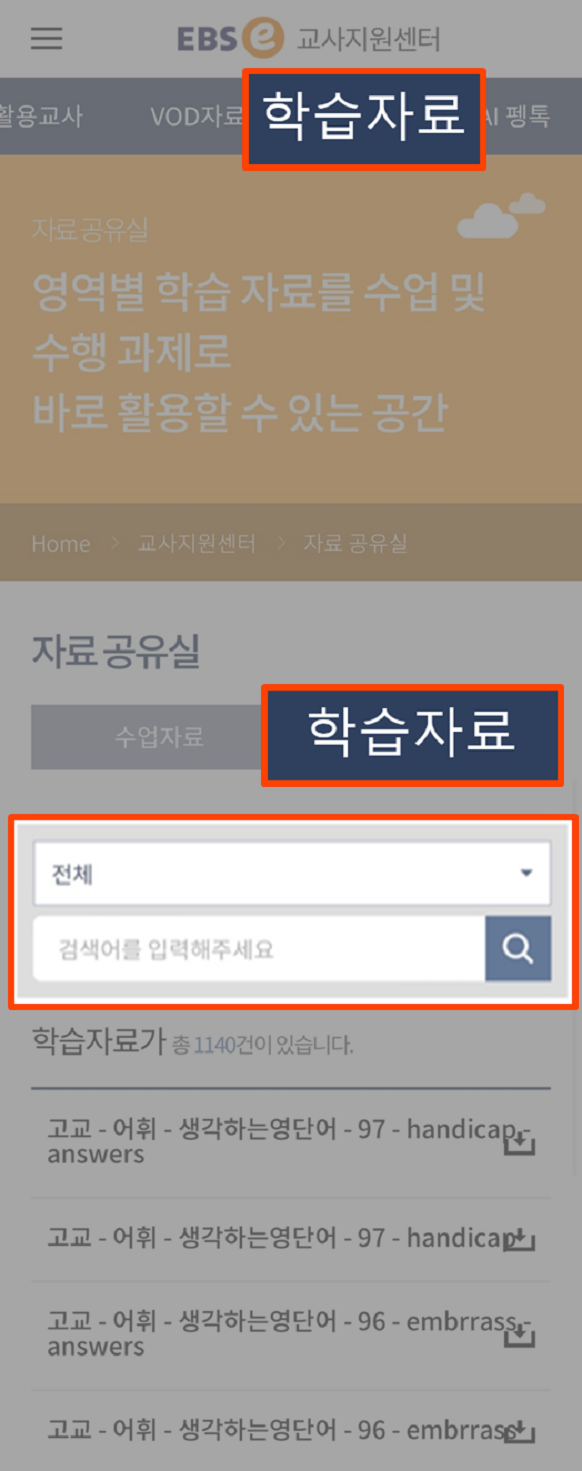 EBS e 교사지원센터
활용교사 VOD자료 학습자료 AI 펭톡
자료공유실
영역별 학습 자료를 수업 및
수행 과제로
바로 활용할 수 있는 공간
Home > 교사지원센터 > 자료 공유실
자료공유실
수업자료 학습자료
전체
검색어를 입력해주세요
학습자료가 총 1140건이 있습니다.
고교 - 어휘 - 생각하는영단어 - 97 - handicap -
answers
고교 - 어휘 - 생각하는영단어 - 97 - handicap
고교 - 어휘 - 생각하는영단어 - 96 - embrrass -
answers
고교 - 어휘 - 생각하는영단어 - 96 - embrrass